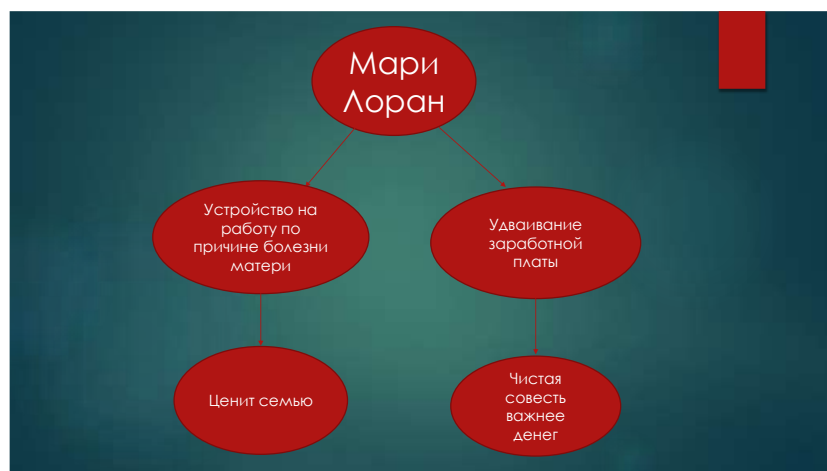 Мари
Лоран
Устройство на
работу по
причине болезни
матери
Удваивание
заработной
платы
Ценит семью
Чистая
совесть
важнее
денег